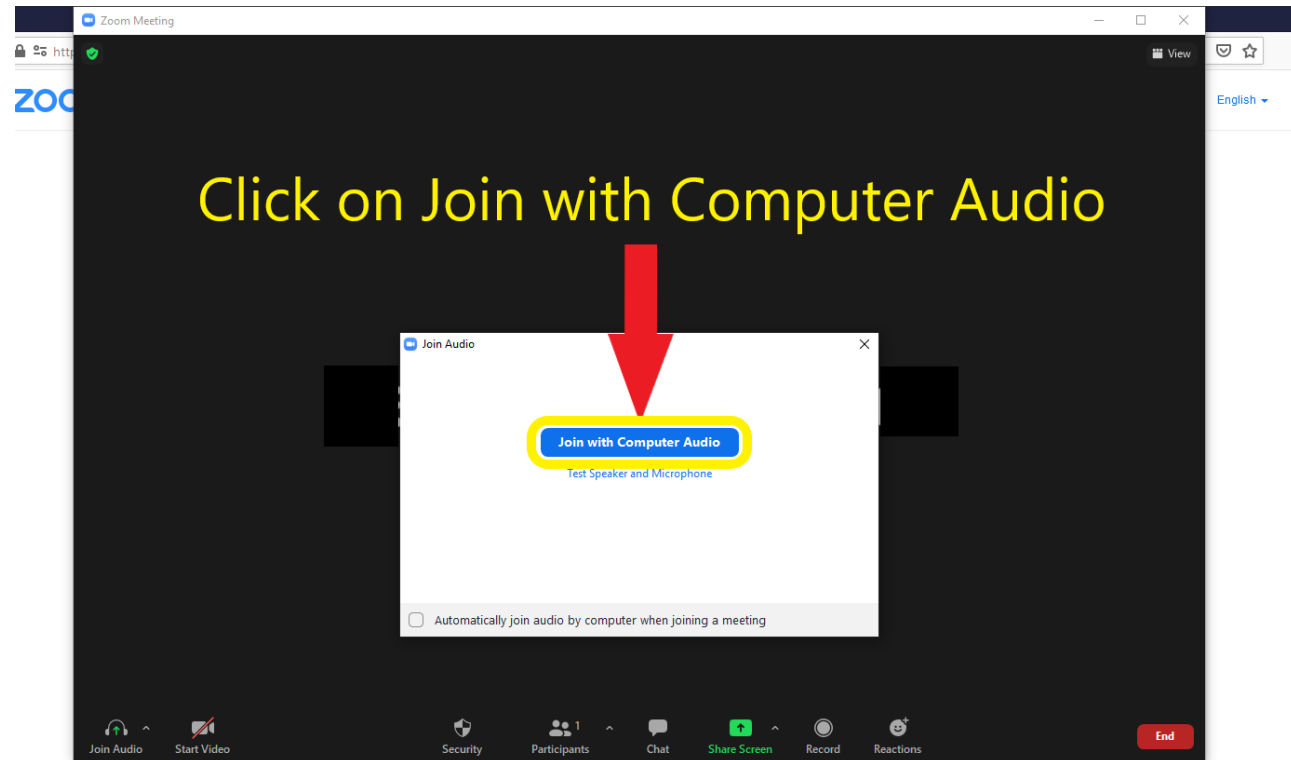 Zoom Meeting
View
English
Click on Join with Computer Audio
Join Audio
Join with Computer Audio
Test Speaker and Microphone
Automatically join audio by computer when joining a meeting
1
Join Audio
Start Video
Security
Participants
Chat
Share Screen
Record
Reactions
End